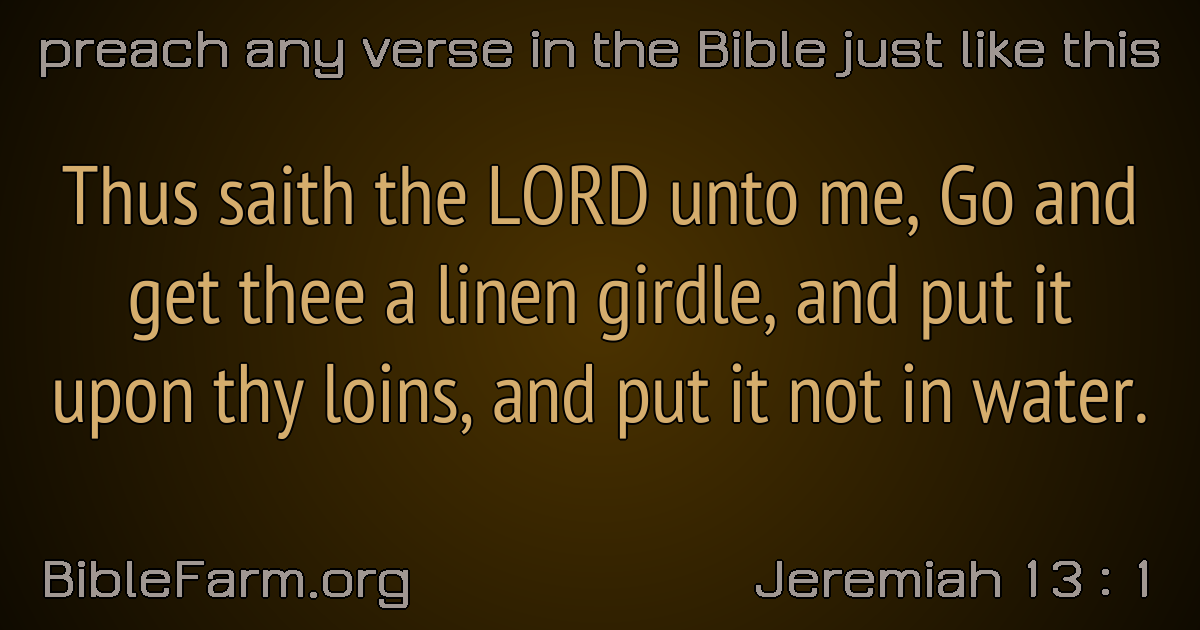 preach any verse in the Bible just like this
Thus saith the LORD unto me, Go and
get thee a linen girdle, and put it
upon thy loins, and put it not in water.
BibleFarm.org
Jeremiah 13 : 1